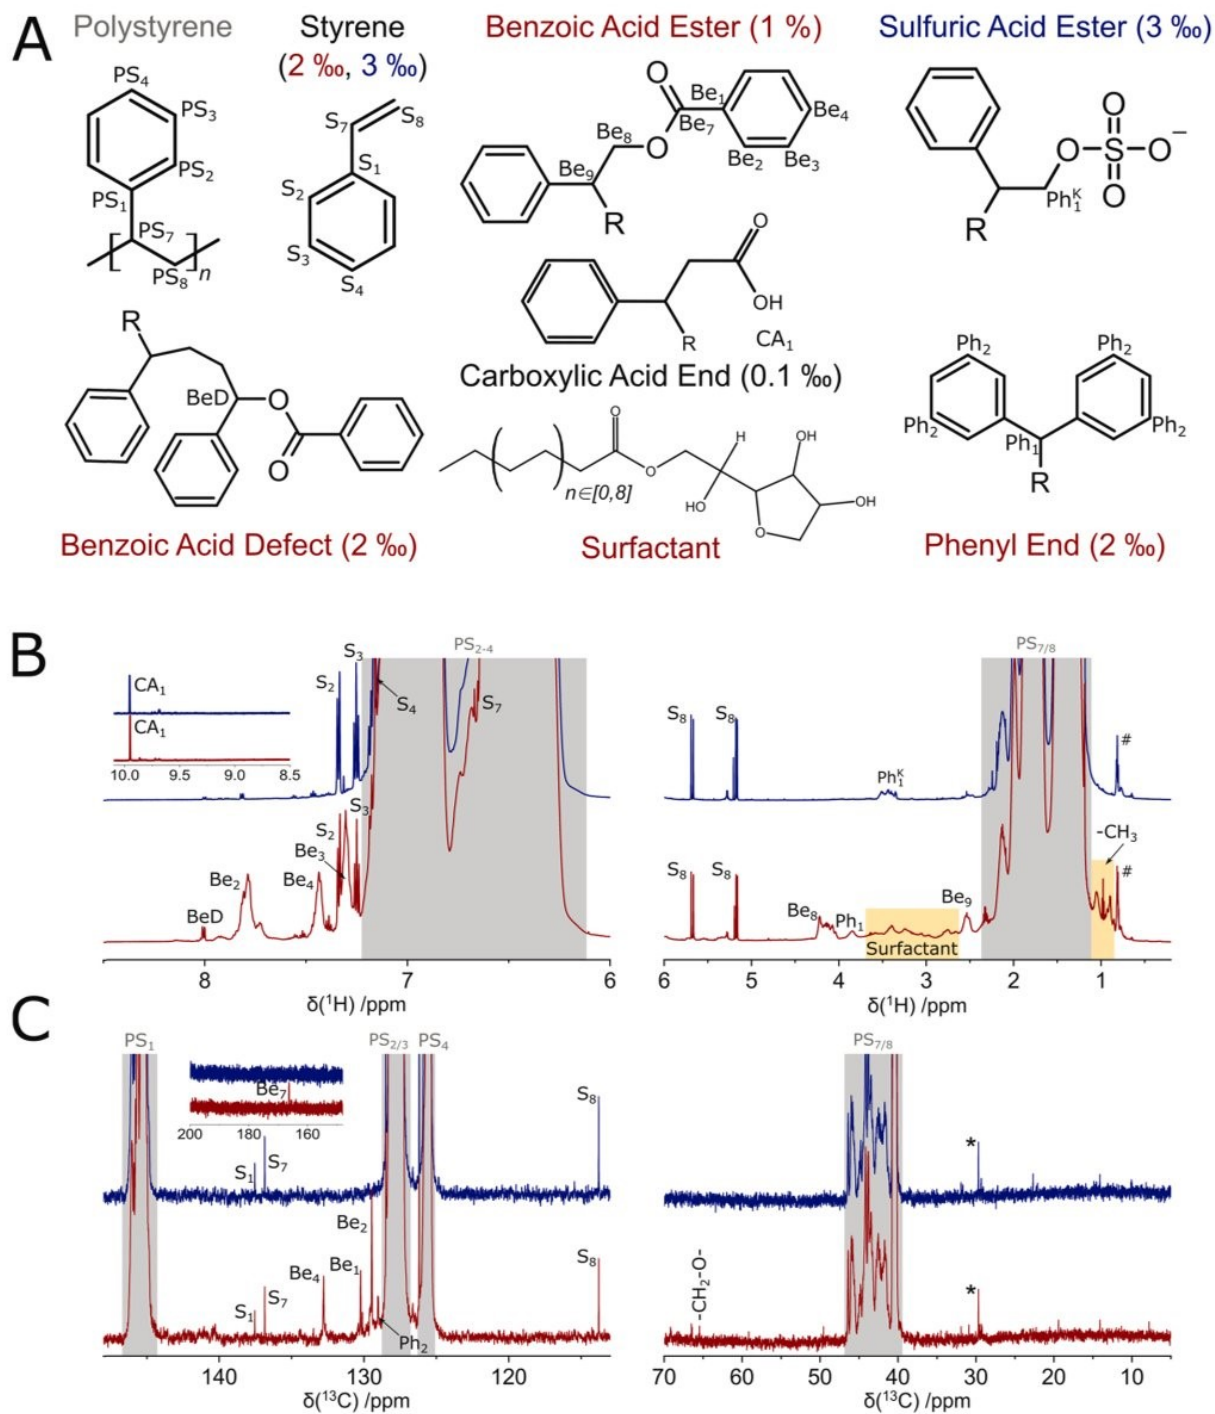 A
Polystyrene
Styrene
(2 ‰, 3 ‰)
Benzoic Acid Ester (1 %)
Sulfuric Acid Ester (3 ‰)
PS4
PS3
PS2
PS1
PS7
PS8
n
S7
S8
S1
S2
S3
S4
O
Be1
Be7
Be4
Be8
O
Be2
Be3
Be9
R
O
O
S
O−
O
Ph1K
R
O
OH
R
CA1
Carboxylic Acid End (0.1 ‰)
R
BeD
O
O
Benzoic Acid Defect (2 ‰)
O
O
n∈[0,8]
H
OH
HO
OH
O
Surfactant
Ph2
Ph2
Ph2
Ph2
Ph1
R
Phenyl End (2 ‰)
B
PS2-4
PS7/8
CA1
CA1
10.0 9.5 9.0 8.5
S2
S3
S4
S7
S8
S8
Ph1K
#
BeD
Be2
Be4
Be3
S2
S3
S8
S8
Be8
Ph1
Surfactant
Be9
-CH3
#
8 7 6
δ(1H) /ppm
6 5 4 3 2 1
δ(1H) /ppm
C
PS1
PS2/3
PS4
PS7/8
Be7
200 180 160
S1
S7
S8
*
S1
S7
Be4
Be1
Be2
Ph2
S8
-CH2-O-
*
140 130 120
δ(13C) /ppm
70 60 50 40 30 20 10
δ(13C) /ppm